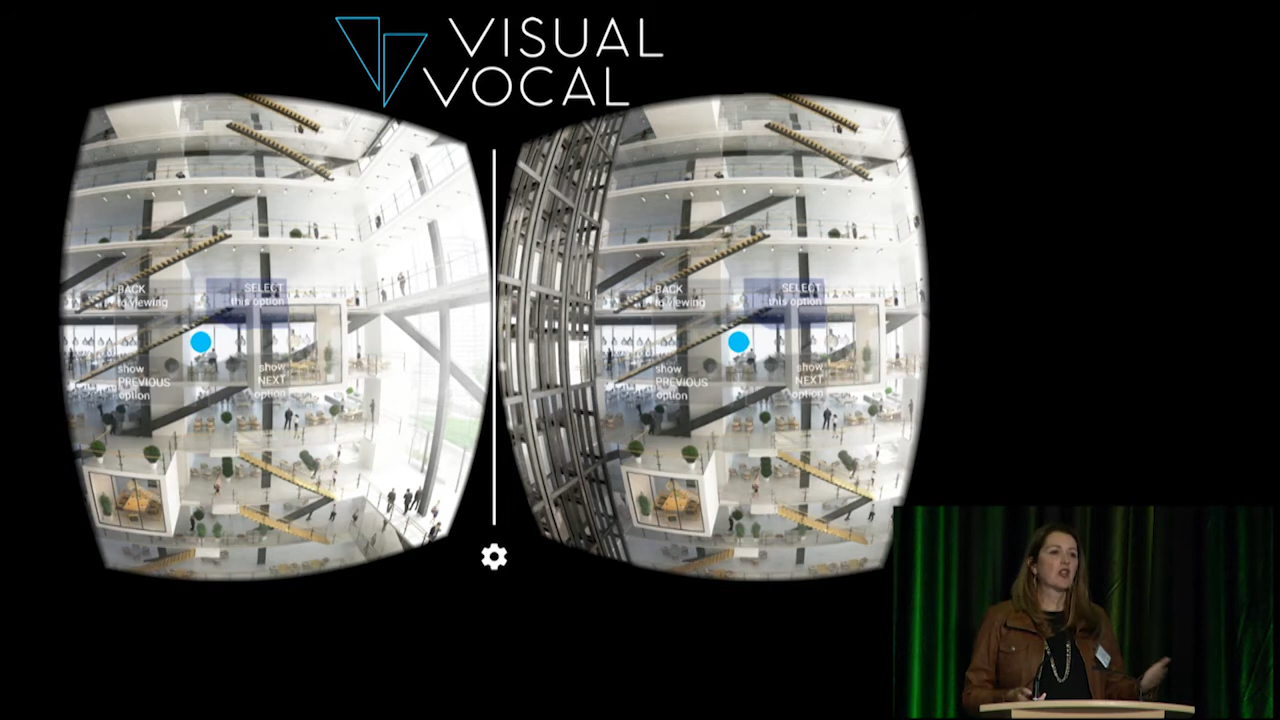 VISUAL
VOCAL
BACK
to viewing
SELECT
this option
show
PREVIOUS
option
show
NEXT
option
BACK
to viewing
SELECT
this option
show
PREVIOUS
option
show
NEXT
option